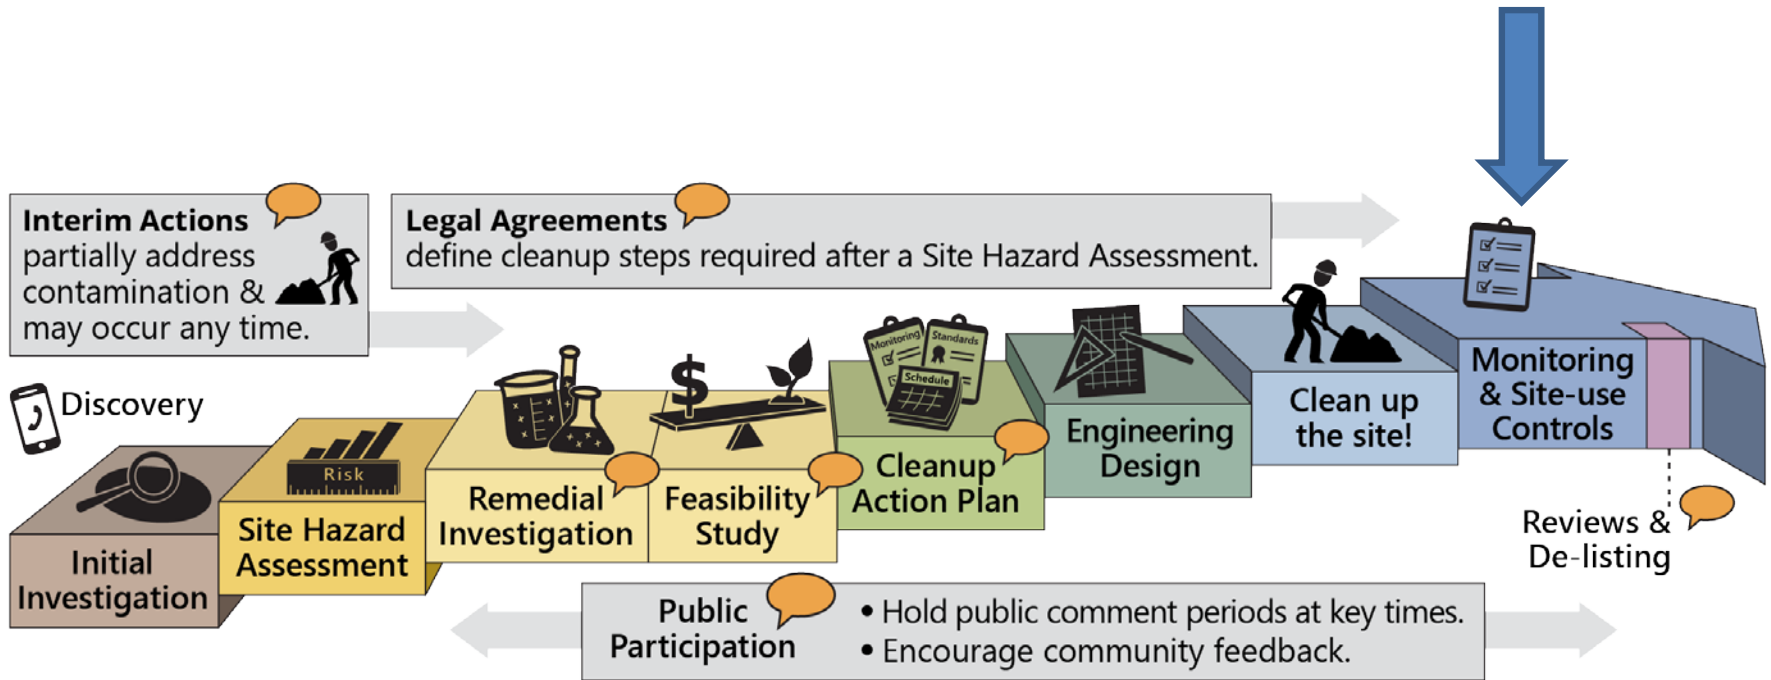 Interim Actions
partially address
contamination &
may occur any time.
Legal Agreements
define cleanup steps required after a Site Hazard Assessment.
Discovery
Initial
Investigation
Risk
Site Hazard
Assessment
Remedial
Investigation
$
Feasibility
Study
Monitoring
Standards
Schedule
Cleanup
Action Plan
Engineering
Design
Clean up
the site!
Monitoring
& Site-use
Controls
Reviews &
De-listing
Public
Participation
• Hold public comment periods at key times.
• Encourage community feedback.